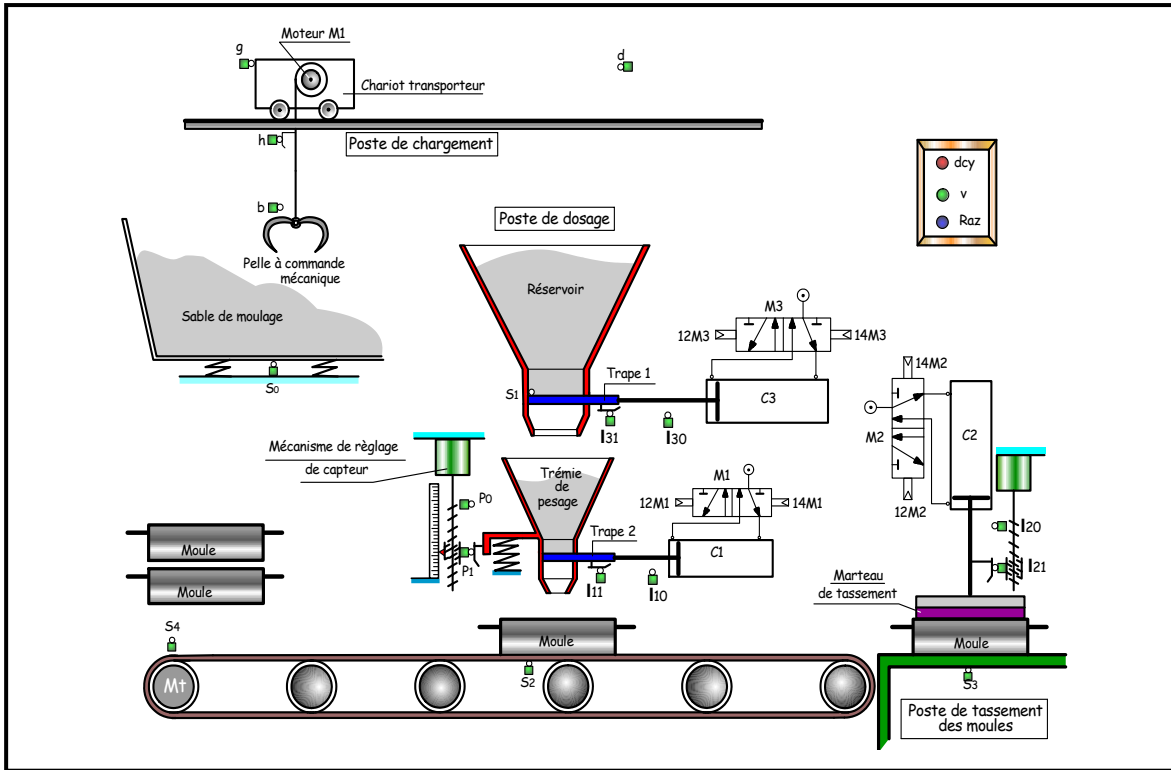 Moteur M1
g
d
Chariot transporteur
h
Poste de chargement
b
Pelle à commande
mécanique
Sable de moulage
S0
dcy
v
Raz
Poste de dosage
Réservoir
M3
12M3
14M3
S1
Trape 1
C3
I31
I30
14M2
M2
C2
12M2
I20
I21
Mécanisme de règlage
de capteur
P0
P1
Trémie
de
pesage
M1
12M1
14M1
Trape 2
C1
I11
I10
Marteau
de tassement
Moule
Moule
Moule
Moule
S4
Mt
S2
S3
Poste de tassement
des moules